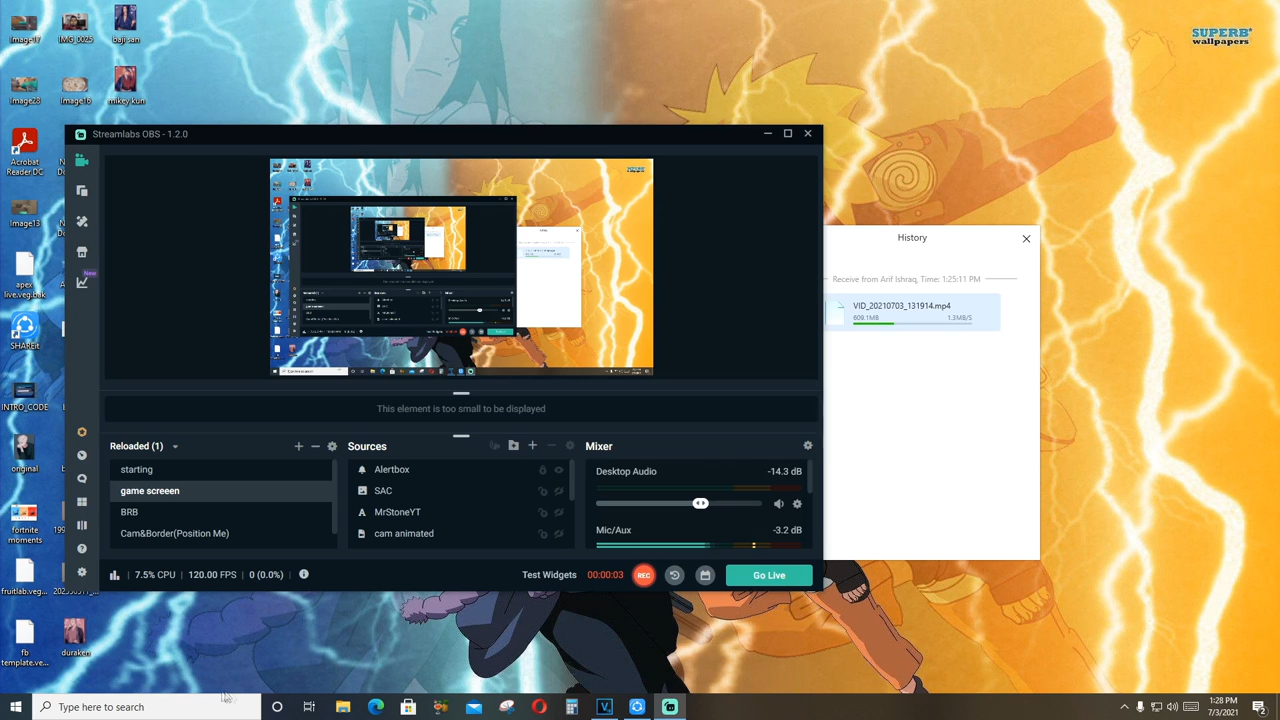 Image17
IMG_0025
baji san
Image28
Image16
mikey kun
SUPERB
wallpapers
Acrobat
Reader DC
Image13
apex
live.veg.bak
SHAREit
INTRO_CODE
original
fortnite
moments
fruitlab.veg...
fb
template.ve...
duraken
Streamlabs OBS - 1.2.0
New
This element is too small to be displayed
Reloaded (1)
starting
game screeen
BRB
Cam&Border(Position Me)
Sources
Alertbox
SAC
MrStoneYT
cam animated
Mixer
Desktop Audio
-14.3 dB
Mic/Aux
-3.2 dB
7.5% CPU
120.00 FPS
0 (0.0%)
Test Widgets
00:00:03
REC
Go Live
History
Receive from Arif Ishraq, Time: 1:25:11 PM
VID_20210703_131914.mp4
609.1MB
1.3MB/S
Type here to search
1:28 PM
7/3/2021
2